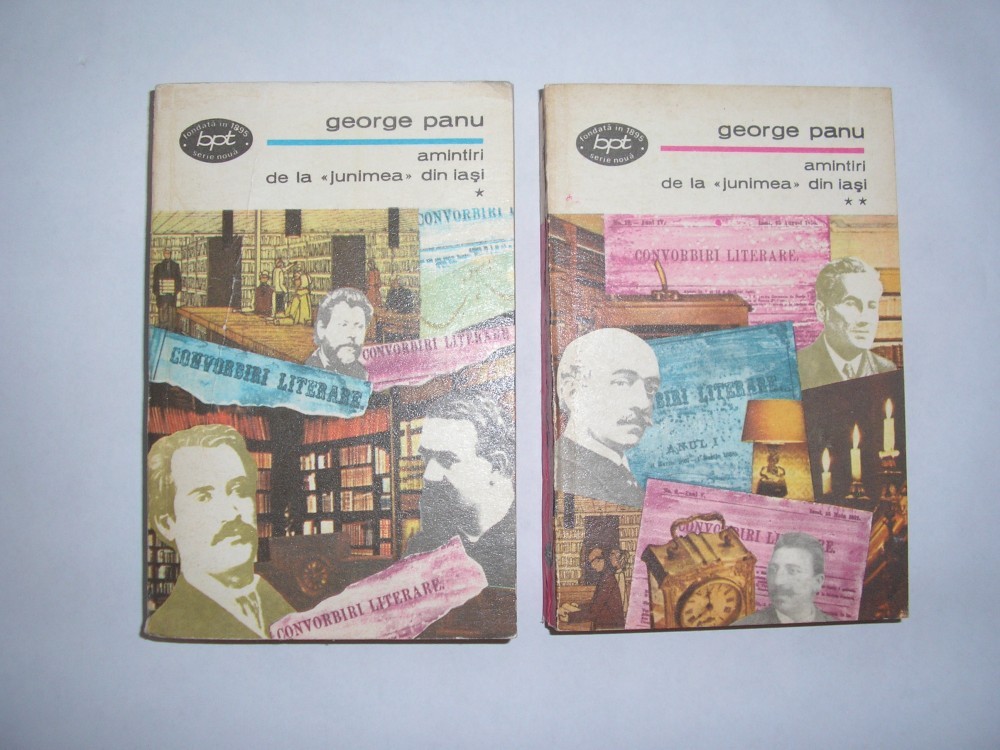 fondată în 1895
bpt
serie nouă
george panu
amintiri
de la «junimea» din iași
*
CONVORBIRI
CONVORBIRI LITERARE
CONVORBIRI LITERARE.
CONVORBIRI LITERARE.
fondată în 1895
bpt
serie nouă
george panu
amintiri
de la «junimea» din iași
**
CONVORBIRI LITERARE.
BIRI LITERARE.
ANUL I
CONVORBIRI LITERARE.